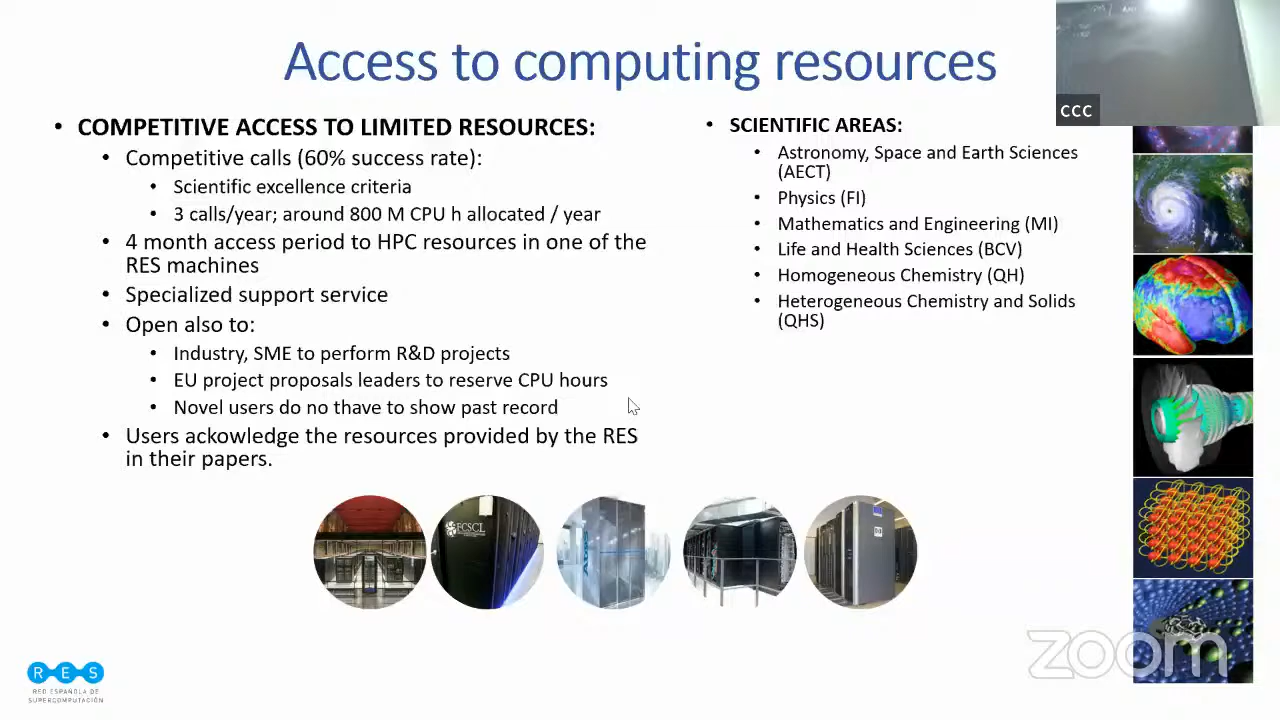 Access to computing resources
• COMPETITIVE ACCESS TO LIMITED RESOURCES:
• Competitive calls (60% success rate):
• Scientific excellence criteria
• 3 calls/year; around 800 M CPU h allocated / year
• 4 month access period to HPC resources in one of the
RES machines
• Specialized support service
• Open also to:
• Industry, SME to perform R&D projects
• EU project proposals leaders to reserve CPU hours
• Novel users do no thave to show past record
• Users ackowledge the resources provided by the RES
in their papers.
• SCIENTIFIC AREAS:
• Astronomy, Space and Earth Sciences
(AECT)
• Physics (FI)
• Mathematics and Engineering (MI)
• Life and Health Sciences (BCV)
• Homogeneous Chemistry (QH)
• Heterogeneous Chemistry and Solids
(QHS)
CCC
RES
RED ESPAÑOLA DE
SUPERCOMPUTACIÓN
zoom